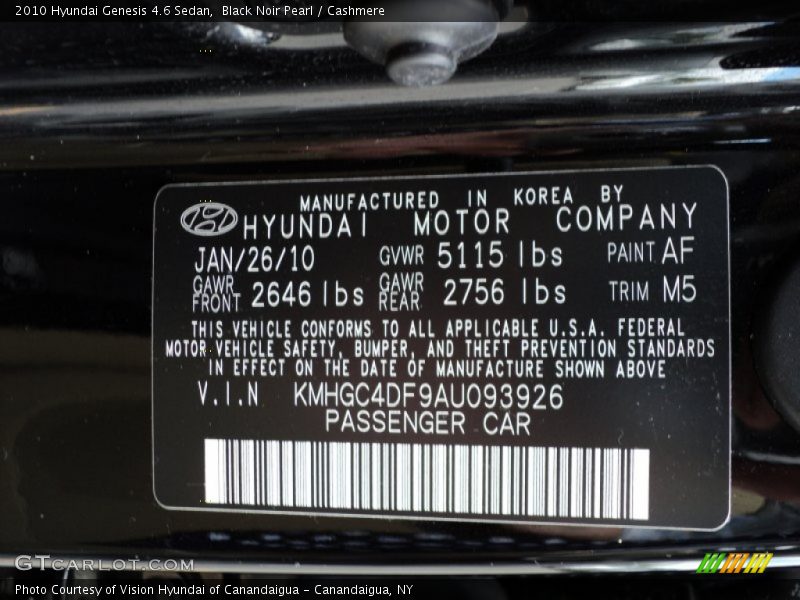 2010 Hyundai Genesis 4.6 Sedan,  Black Noir Pearl / Cashmere
MANUFACTURED IN KOREA BY
HYUNDAI MOTOR COMPANY
JAN/26/10 GVWR 5115 lbs PAINT AF
GAWR FRONT 2646 lbs GAWR REAR 2756 lbs TRIM M5
THIS VEHICLE CONFORMS TO ALL APPLICABLE U.S.A. FEDERAL
MOTOR VEHICLE SAFETY, BUMPER, AND THEFT PREVENTION STANDARDS
IN EFFECT ON THE DATE OF MANUFACTURE SHOWN ABOVE
V.I.N KMHGC4DF9AU093926
PASSENGER CAR
GTCARLOT.COM
Photo Courtesy of Vision Hyundai of Canandaigua - Canandaigua, NY